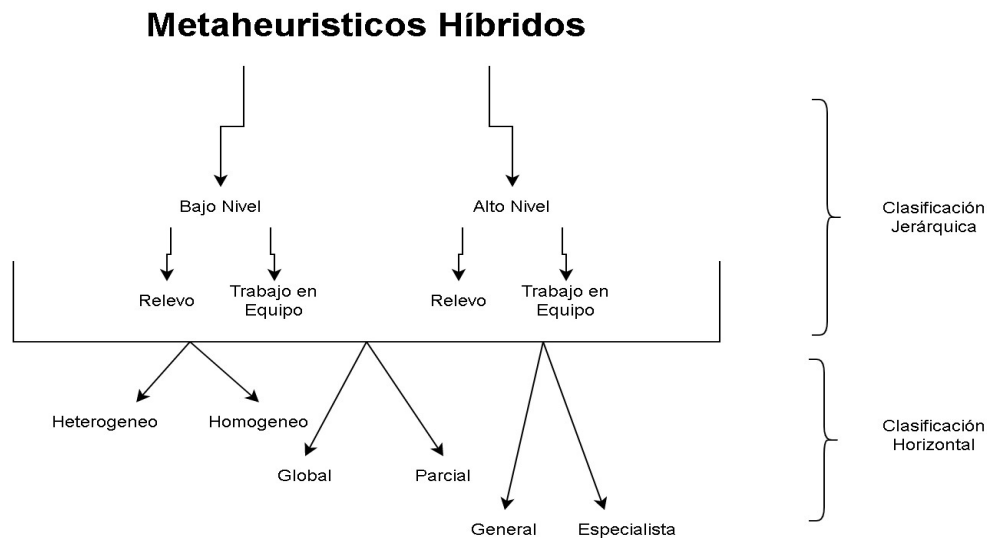 Metaheuristicos Híbridos
Bajo Nivel
Alto Nivel
Clasificación
Jerárquica
Relevo
Trabajo en
Equipo
Relevo
Trabajo en
Equipo
Heterogeneo
Homogeneo
Clasificación
Horizontal
Global
Parcial
General
Especialista